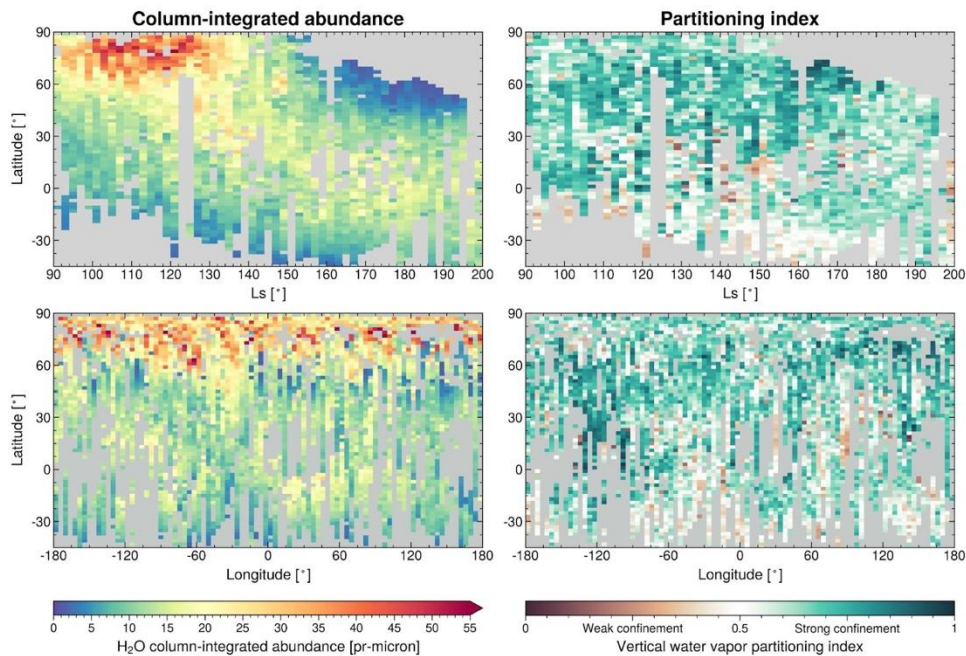 Column-integrated abundance
Partitioning index
90
60
30
0
-30
Latitude [°]
90 100 110 120 130 140 150 160 170 180 190 200
Ls [°]
90
60
30
0
-30
90 100 110 120 130 140 150 160 170 180 190 200
Ls [°]
90
60
30
0
-30
Latitude [°]
-180 -120 -60 0 60 120 180
Longitude [°]
90
60
30
0
-30
-180 -120 -60 0 60 120 180
Longitude [°]
0 5 10 15 20 25 30 35 40 45 50 55
H₂O column-integrated abundance [pr-micron]
0 Weak confinement 0.5 Strong confinement 1
Vertical water vapor partitioning index